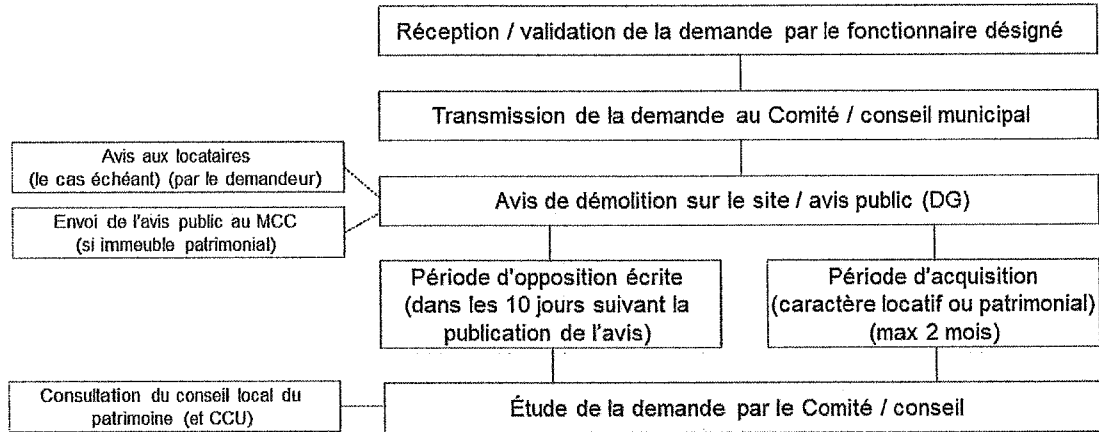 Réception / validation de la demande par le fonctionnaire désigné
Transmission de la demande au Comité / conseil municipal
Avis aux locataires
(le cas échéant) (par le demandeur)
Avis de démolition sur le site / avis public (DG)
Envoi de l'avis public au MCC
(si immeuble patrimonial)
Période d'opposition écrite
(dans les 10 jours suivant la
publication de l'avis)
Période d'acquisition
(caractère locatif ou patrimonial)
(max 2 mois)
Consultation du conseil local du
patrimoine (et CCU)
Étude de la demande par le Comité / conseil